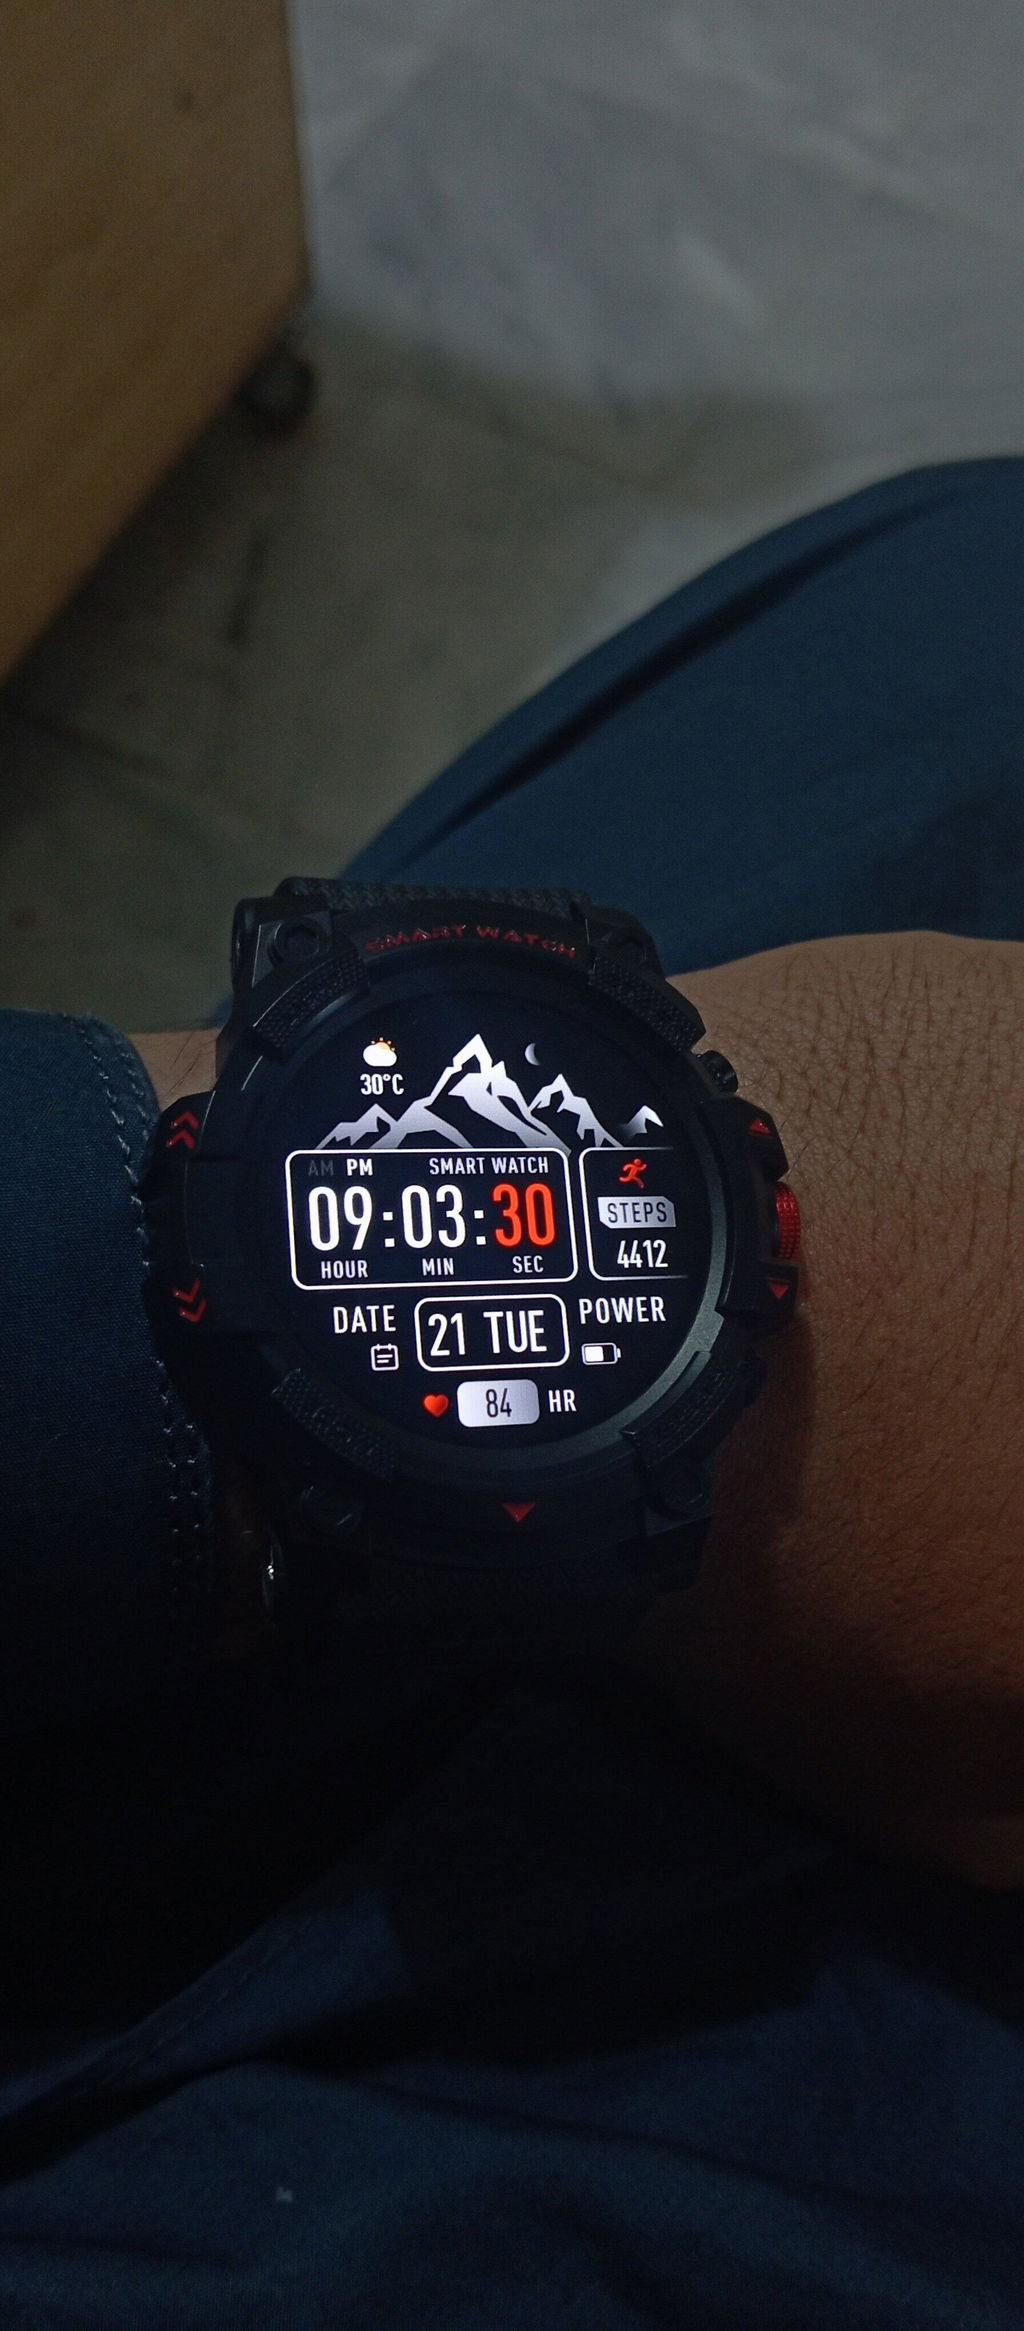 SMART WATCH
30°C
AM PM SMART WATCH
09:03:30
HOUR MIN SEC
STEPS
4412
DATE 21 TUE POWER
84 HR